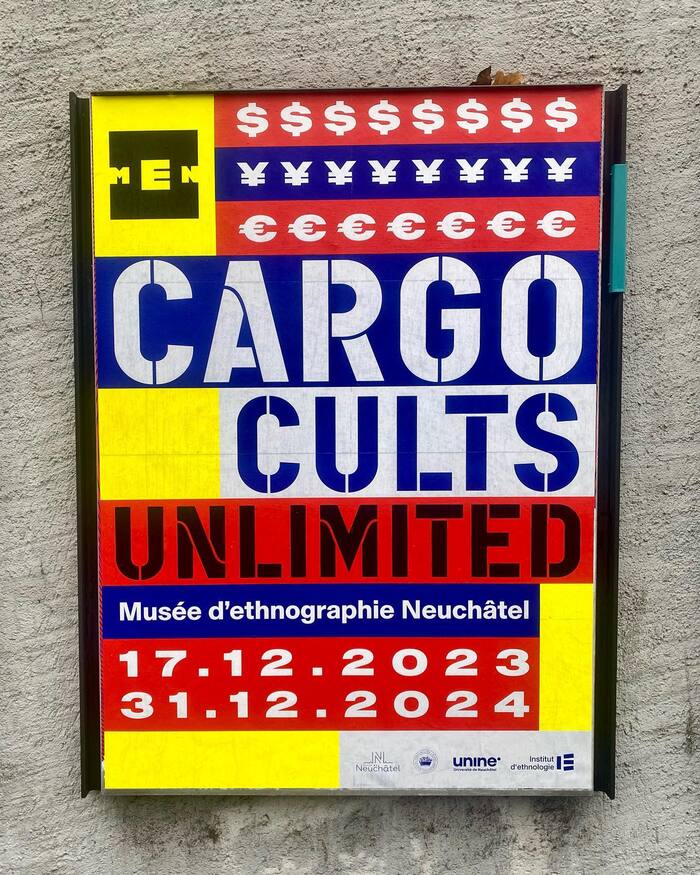 MEN
$$$$$$$$
¥¥¥¥¥¥¥¥
€€€€€€€
CARGO
CULTS
UNLIMITED
Musée d'ethnographie Neuchâtel
17.12.2023
31.12.2024
Neuchâtel
unine
Université de Neuchâtel
Institut
d'ethnologie